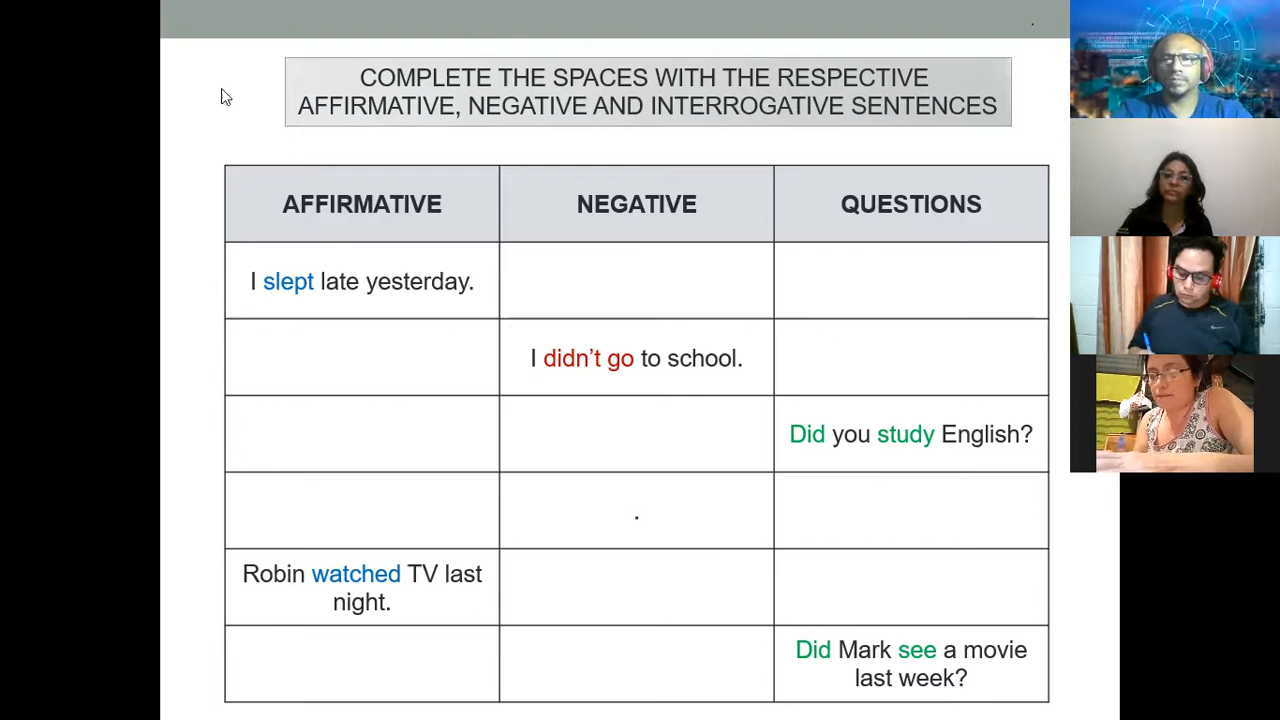 COMPLETE THE SPACES WITH THE RESPECTIVE
AFFIRMATIVE, NEGATIVE AND INTERROGATIVE SENTENCES
AFFIRMATIVE
NEGATIVE
QUESTIONS
I slept late yesterday.
I didn't go to school.
Did you study English?
.
Robin watched TV last
night.
Did Mark see a movie
last week?